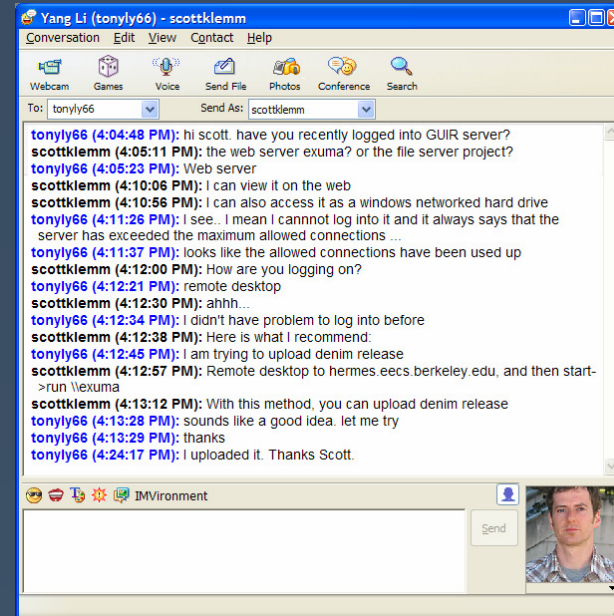 Yang Li (tonyly66) - scottklemm
Conversation Edit View Contact Help
Webcam Games Voice Send File Photos Conference Search
To: tonyly66 Send As: scottklemm
tonyly66 (4:04:48 PM): hi scott. have you recently logged into GUIR server?
scottklemm (4:05:11 PM): the web server exuma? or the file server project?
tonyly66 (4:05:23 PM): Web server
scottklemm (4:10:06 PM): I can view it on the web
scottklemm (4:10:56 PM): I can also access it as a windows networked hard drive
tonyly66 (4:11:26 PM): I see.. I mean I cannnot log into it and it always says that the
server has exceeded the maximum allowed connections ...
tonyly66 (4:11:37 PM): looks like the allowed connections have been used up
scottklemm (4:12:00 PM): How are you logging on?
tonyly66 (4:12:21 PM): remote desktop
scottklemm (4:12:30 PM): ahhh...
tonyly66 (4:12:34 PM): I didn't have problem to log into before
scottklemm (4:12:38 PM): Here is what I recommend:
tonyly66 (4:12:45 PM): I am trying to upload denim release
scottklemm (4:12:57 PM): Remote desktop to hermes.eecs.berkeley.edu, and then start-
>run \\exuma
scottklemm (4:13:12 PM): With this method, you can upload denim release
tonyly66 (4:13:28 PM): sounds like a good idea. let me try
tonyly66 (4:13:29 PM): thanks
tonyly66 (4:24:17 PM): I uploaded it. Thanks Scott.
IMVironment
Send